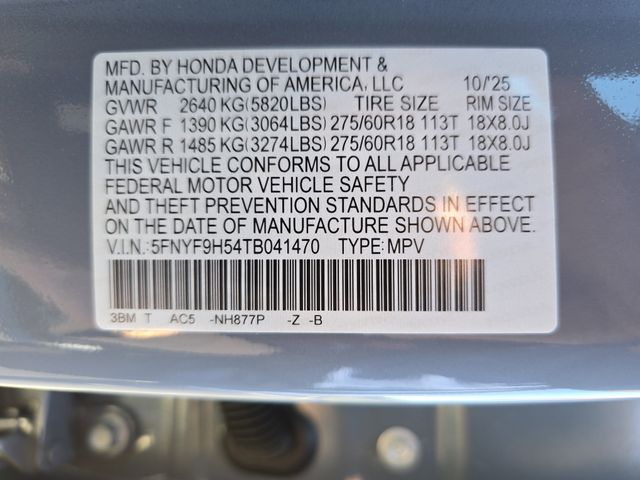 MFD. BY HONDA DEVELOPMENT &
MANUFACTURING OF AMERICA, LLC 10/'25
GVWR 2640 KG(5820LBS) TIRE SIZE RIM SIZE
GAWR F 1390 KG(3064LBS) 275/60R18 113T 18X8.0J
GAWR R 1485 KG(3274LBS) 275/60R18 113T 18X8.0J
THIS VEHICLE CONFORMS TO ALL APPLICABLE
FEDERAL MOTOR VEHICLE SAFETY
AND THEFT PREVENTION STANDARDS IN EFFECT
ON THE DATE OF MANUFACTURE SHOWN ABOVE.
V.I.N.:5FNYF9H54TB041470 TYPE:MPV
3BM T AC5 -NH877P -Z -B